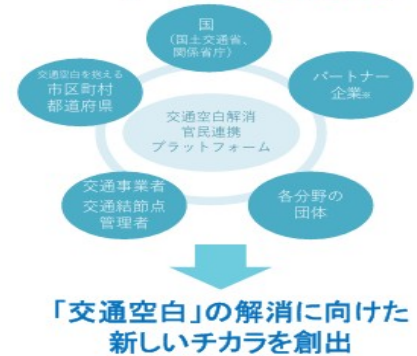 国
（国土交通省、
関係省庁）
交通空白を抱える
市区町村
都道府県
パートナー
企業※
交通空白解消
官民連携
プラットフォーム
交通事業者
交通結節点
管理者
各分野の
団体
「交通空白」の解消に向けた
新しいチカラを創出